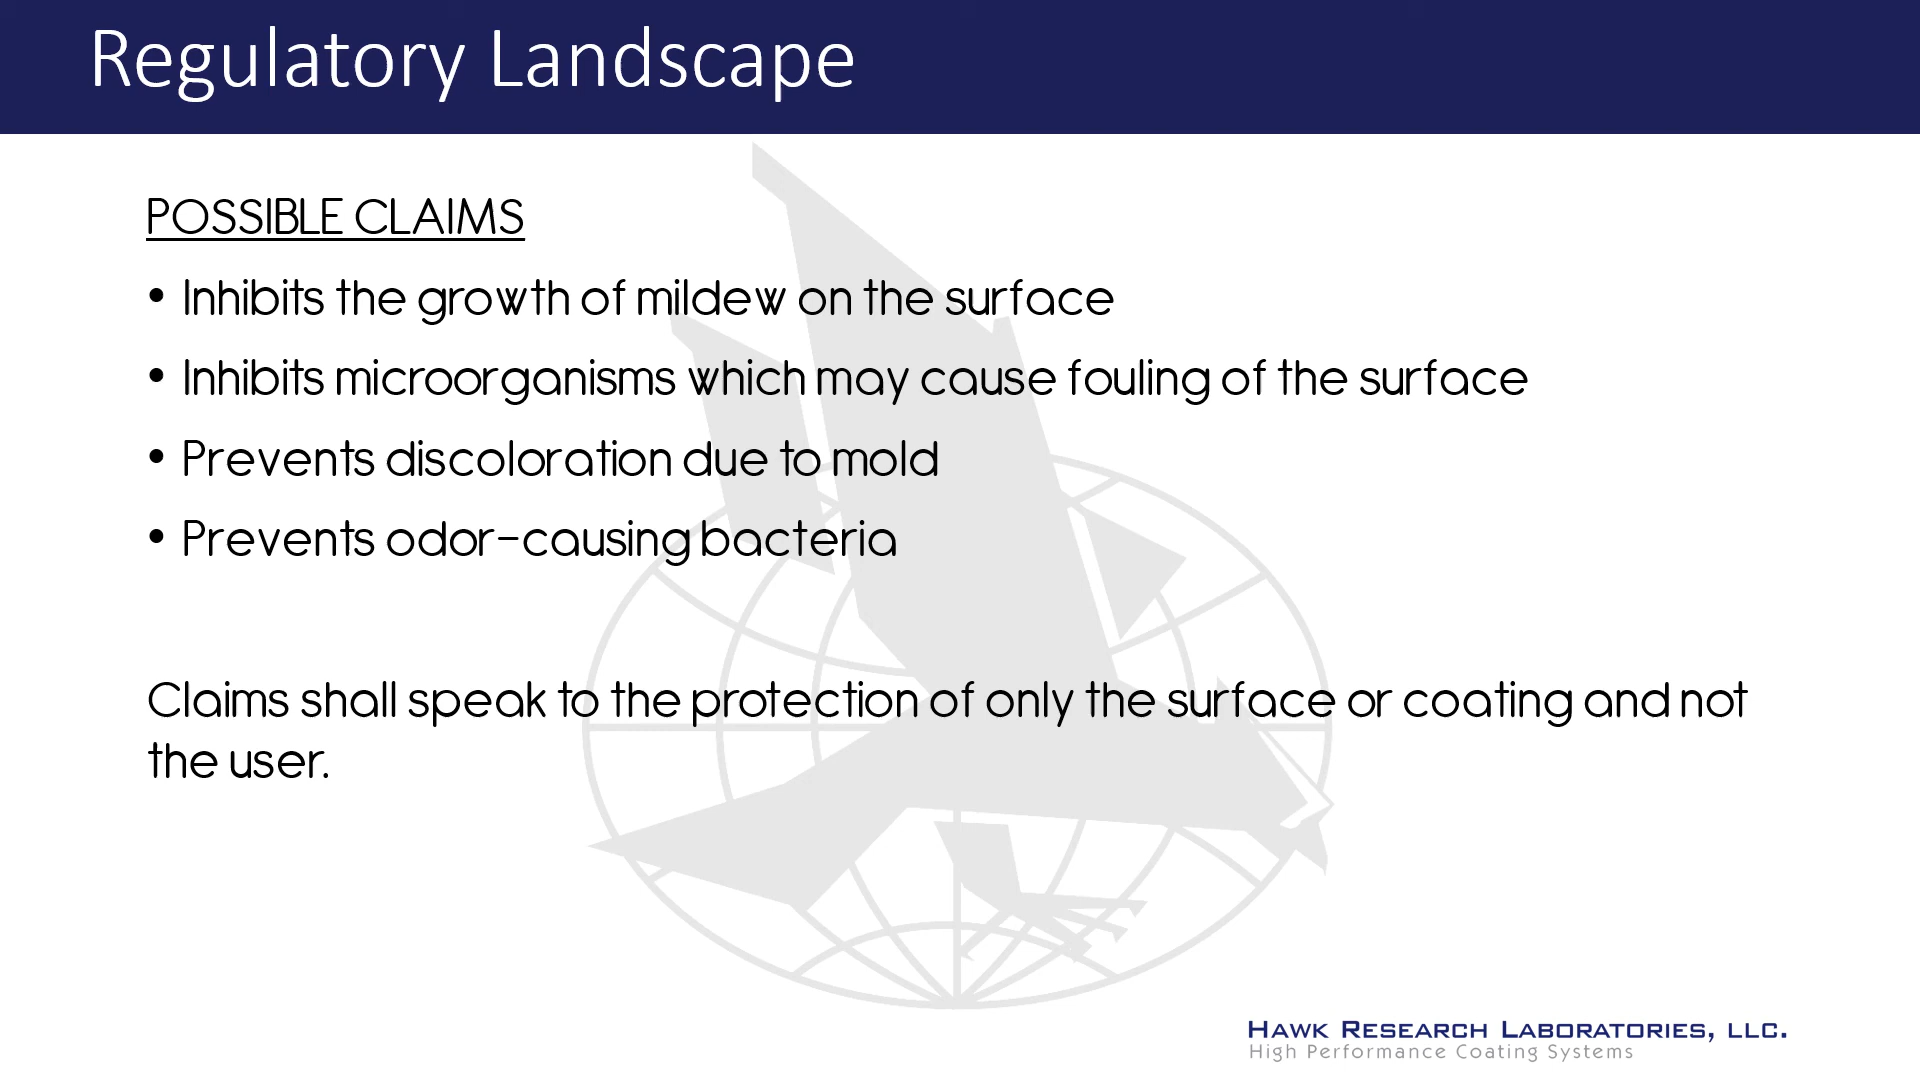 Regulatory Landscape
POSSIBLE CLAIMS
• Inhibits the growth of mildew on the surface
• Inhibits microorganisms which may cause fouling of the surface
• Prevents discoloration due to mold
• Prevents odor-causing bacteria
Claims shall speak to the protection of only the surface or coating and not
the user.
HAWK RESEARCH LABORATORIES, LLC.
High Performance Coating Systems